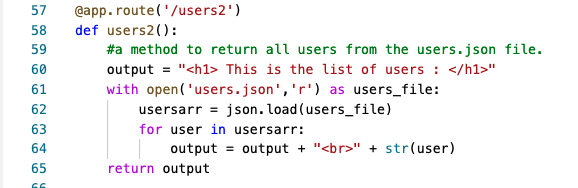 57 @app.route('/users2')
58 def users2():
59     #a method to return all users from the users.json file.
60     output = "<h1> This is the list of users : </h1>"
61     with open('users.json','r') as users_file:
62         usersarr = json.load(users_file)
63         for user in usersarr:
64             output = output + "<br>" + str(user)
65     return output